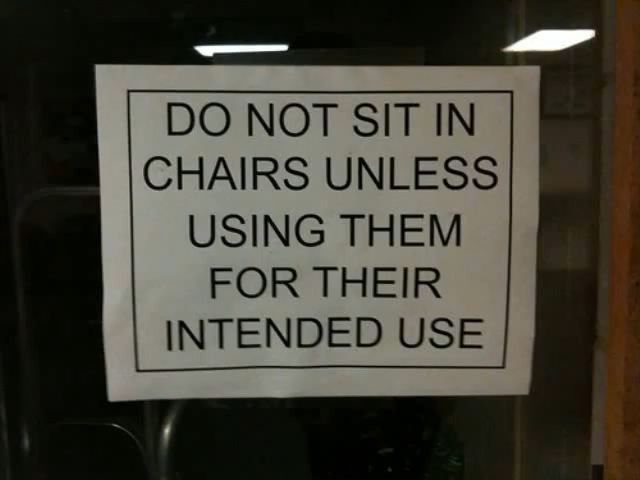 DO NOT SIT IN
CHAIRS UNLESS
USING THEM
FOR THEIR
INTENDED USE